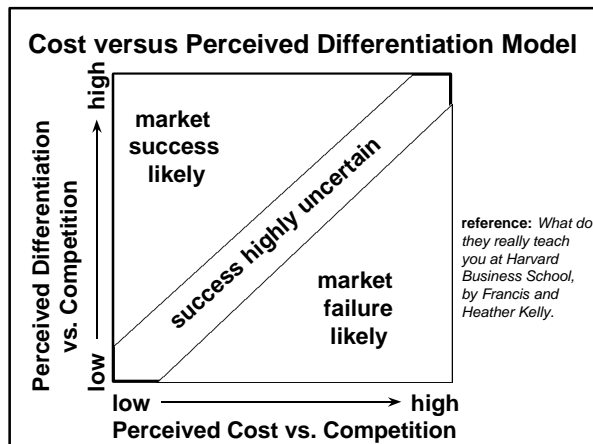 Cost versus Perceived Differentiation Model
high
market
success
likely
Perceived Differentiation
vs. Competition
success highly uncertain
reference: What do
they really teach
you at Harvard
Business School,
by Francis and
Heather Kelly.
market
failure
likely
low
low
high
Perceived Cost vs. Competition